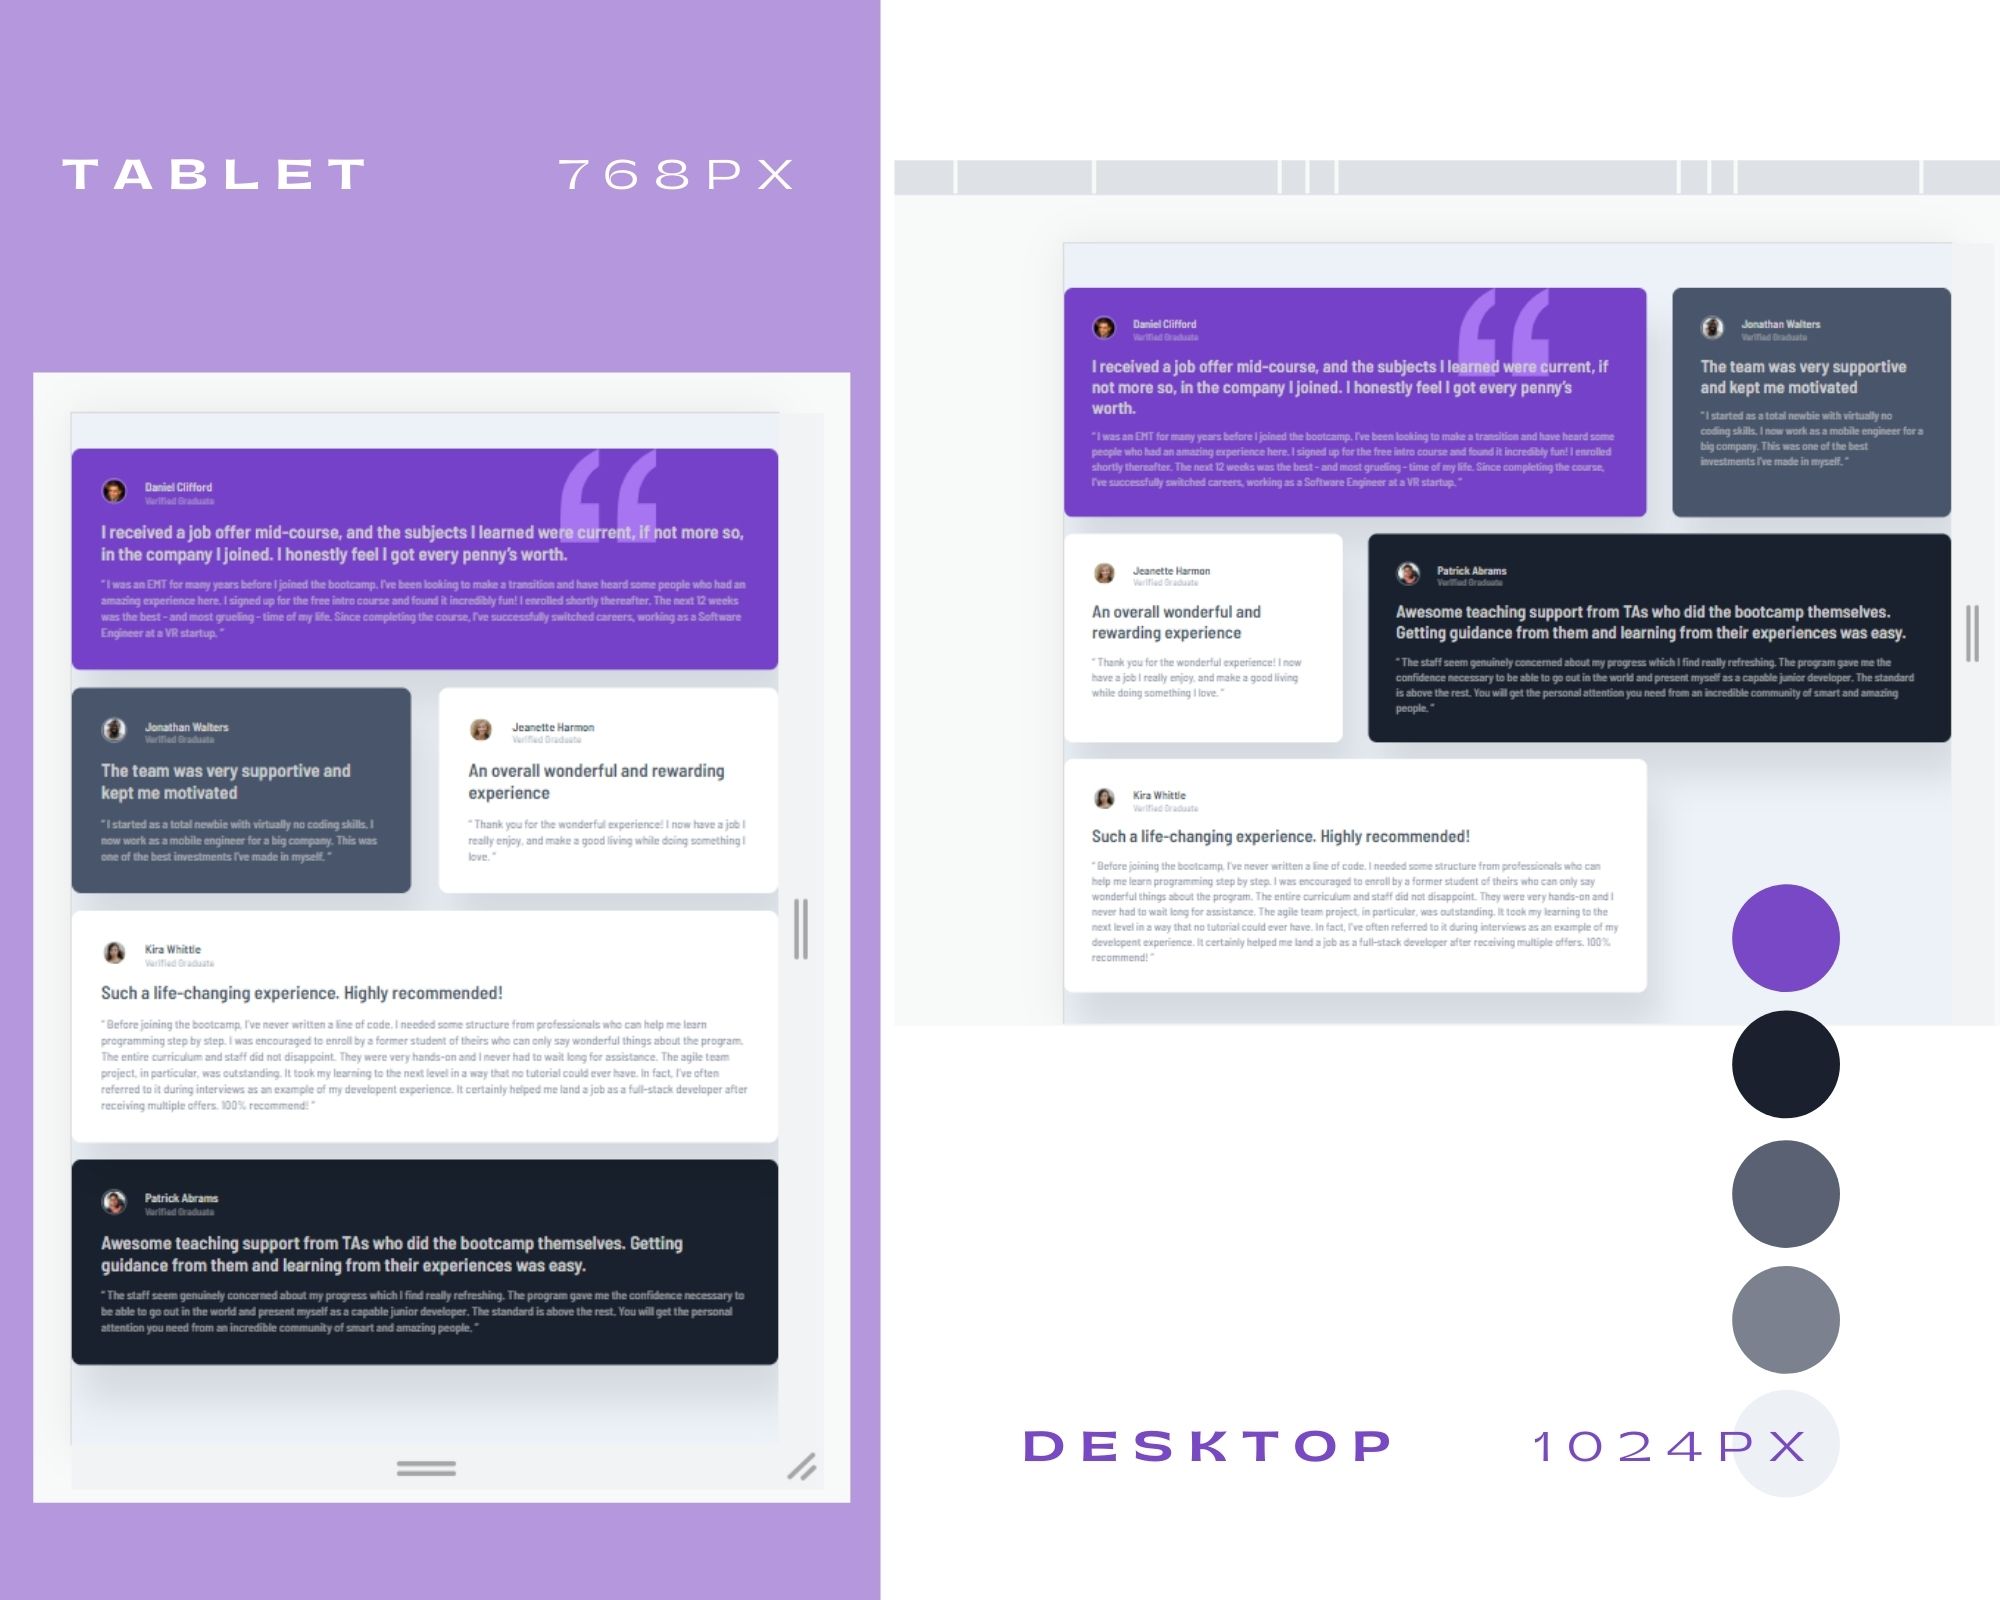 TABLET 768PX
Daniel Clifford
Verified Graduate
I received a job offer mid-course, and the subjects I learned were current, if not more so,
in the company I joined. I honestly feel I got every penny’s worth.
“ I was an EMT for many years before I joined the bootcamp. I’ve been looking to make a transition and have heard some people who had an
amazing experience here. I signed up for the free intro course and found it incredibly fun! I enrolled shortly thereafter. The next 12 weeks
was the best - and most grueling - time of my life. Since completing the course, I’ve successfully switched careers, working as a Software
Engineer at a VR startup. ”
Jonathan Walters
Verified Graduate
The team was very supportive and
kept me motivated
“ I started as a total newbie with virtually no coding skills. I
now work as a mobile engineer for a big company. This was
one of the best investments I’ve made in myself. ”
Jeanette Harmon
Verified Graduate
An overall wonderful and rewarding
experience
“ Thank you for the wonderful experience! I now have a job I
really enjoy, and make a good living while doing something I
love. ”
Kira Whittle
Verified Graduate
Such a life-changing experience. Highly recommended!
“ Before joining the bootcamp, I’ve never written a line of code. I needed some structure from professionals who can help me learn
programming step by step. I was encouraged to enroll by a former student of theirs who can only say wonderful things about the program.
The entire curriculum and staff did not disappoint. They were very hands-on and I never had to wait long for assistance. The agile team
project, in particular, was outstanding. It took my learning to the next level in a way that no tutorial could ever have. In fact, I’ve often
referred to it during interviews as an example of my developent experience. It certainly helped me land a job as a full-stack developer after
receiving multiple offers. 100% recommend! ”
Patrick Abrams
Verified Graduate
Awesome teaching support from TAs who did the bootcamp themselves. Getting
guidance from them and learning from their experiences was easy.
“ The staff seem genuinely concerned about my progress which I find really refreshing. The program gave me the confidence necessary to
be able to go out in the world and present myself as a capable junior developer. The standard is above the rest. You will get the personal
attention you need from an incredible community of smart and amazing people. ”
Daniel Clifford
Verified Graduate
I received a job offer mid-course, and the subjects I learned were current, if
not more so, in the company I joined. I honestly feel I got every penny’s
worth.
“ I was an EMT for many years before I joined the bootcamp. I’ve been looking to make a transition and have heard some
people who had an amazing experience here. I signed up for the free intro course and found it incredibly fun! I enrolled
shortly thereafter. The next 12 weeks was the best - and most grueling - time of my life. Since completing the course,
I’ve successfully switched careers, working as a Software Engineer at a VR startup. ”
Jonathan Walters
Verified Graduate
The team was very supportive
and kept me motivated
“ I started as a total newbie with virtually no
coding skills. I now work as a mobile engineer for a
big company. This was one of the best
investments I’ve made in myself. ”
Jeanette Harmon
Verified Graduate
An overall wonderful and
rewarding experience
“ Thank you for the wonderful experience! I now
have a job I really enjoy, and make a good living
while doing something I love. ”
Patrick Abrams
Verified Graduate
Awesome teaching support from TAs who did the bootcamp themselves.
Getting guidance from them and learning from their experiences was easy.
“ The staff seem genuinely concerned about my progress which I find really refreshing. The program gave me the
confidence necessary to be able to go out in the world and present myself as a capable junior developer. The standard
is above the rest. You will get the personal attention you need from an incredible community of smart and amazing
people. ”
Kira Whittle
Verified Graduate
Such a life-changing experience. Highly recommended!
“ Before joining the bootcamp, I’ve never written a line of code. I needed some structure from professionals who can
help me learn programming step by step. I was encouraged to enroll by a former student of theirs who can only say
wonderful things about the program. The entire curriculum and staff did not disappoint. They were very hands-on and I
never had to wait long for assistance. The agile team project, in particular, was outstanding. It took my learning to the
next level in a way that no tutorial could ever have. In fact, I’ve often referred to it during interviews as an example of my
developent experience. It certainly helped me land a job as a full-stack developer after receiving multiple offers. 100%
recommend! ”
DESKTOP 1024PX